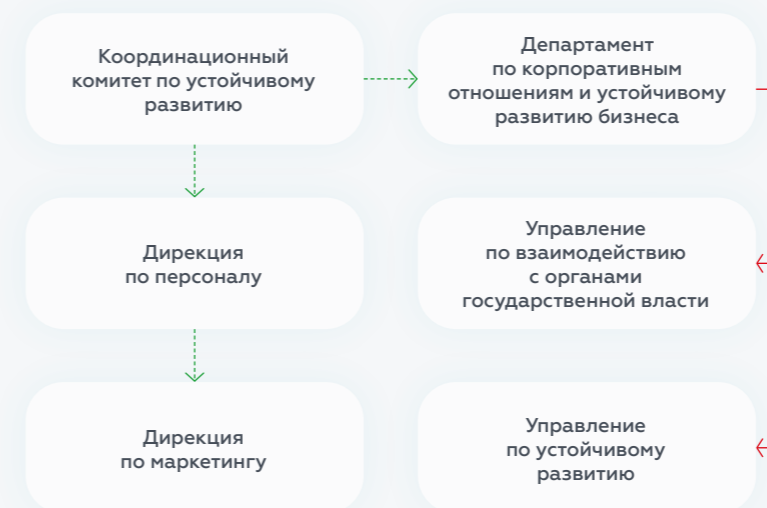 Координационный
комитет по устойчивому
развитию
Департамент
по корпоративным
отношениям и устойчивому
развитию бизнеса
Дирекция
по персоналу
Управление
по взаимодействию
с органами
государственной власти
Дирекция
по маркетингу
Управление
по устойчивому
развитию